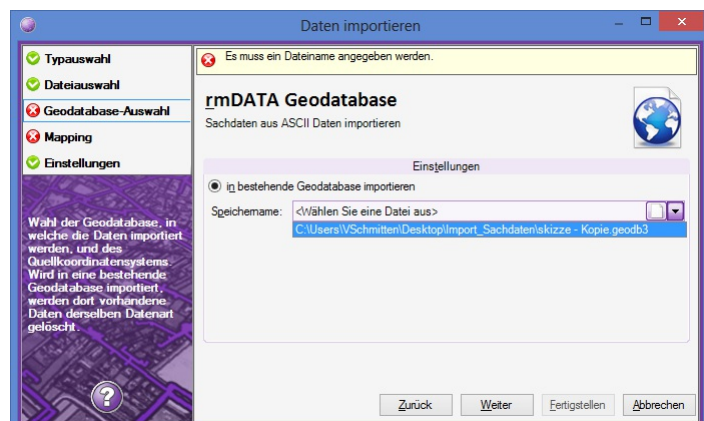 Daten importieren
Typauswahl
Dateiauswahl
Geodatabase-Auswahl
Mapping
Einstellungen
Wahl der Geodatabase, in
welche die Daten importiert
werden, und des
Quellkoordinatensystems.
Wird in eine bestehende
Geodatabase importiert,
werden dort vorhandene
Daten derselben Datenart
gelöscht.
?
Es muss ein Dateiname angegeben werden.
rmDATA Geodatabase
Sachdaten aus ASCII Daten importieren
Einstellungen
in bestehende Geodatabase importieren
Speichername: <Wählen Sie eine Datei aus>
C:\Users\VSchmitten\Desktop\Import_Sachdaten\skizze - Kopie.geodb3
Zurück Weiter Fertigstellen Abbrechen